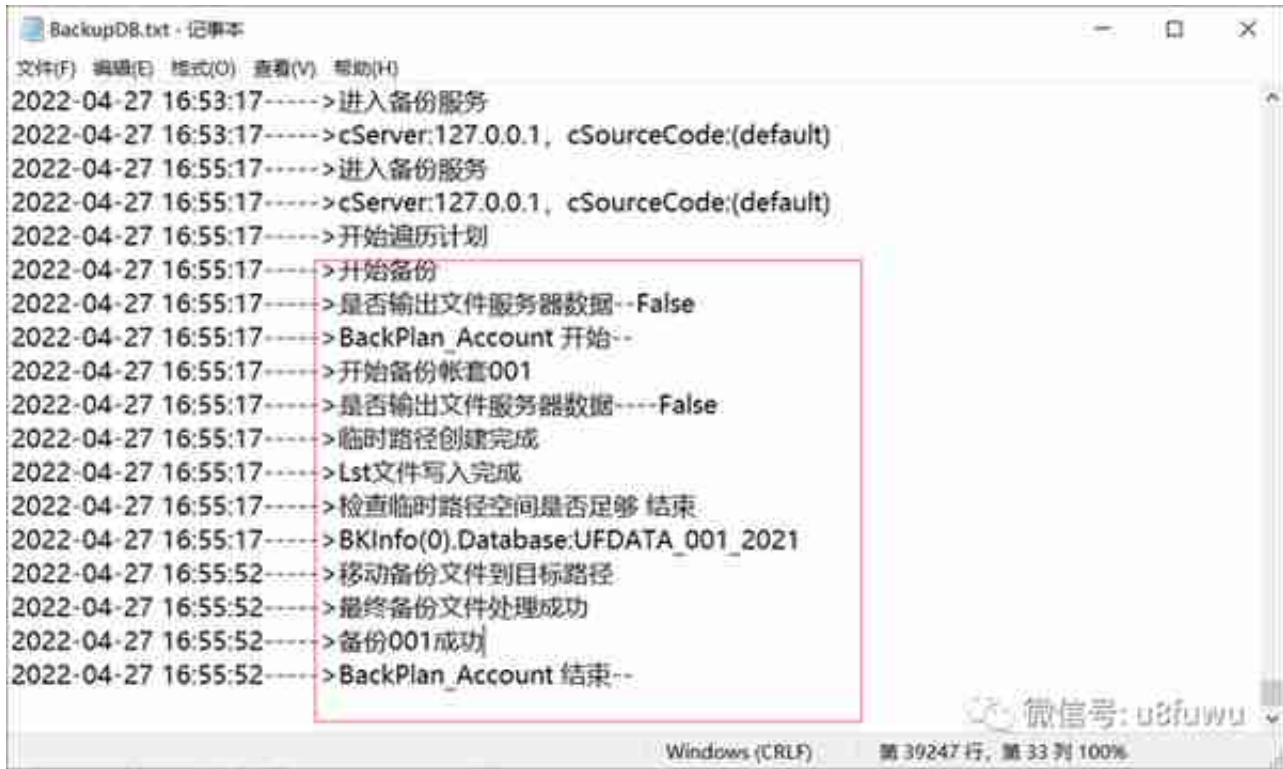 BackupDB.txt - 记事本
文件(F) 编辑(E) 格式(O) 查看(V) 帮助(H)
2022-04-27 16:53:17----->进入备份服务
2022-04-27 16:53:17----->cServer:127.0.0.1，cSourceCode:(default)
2022-04-27 16:55:17----->进入备份服务
2022-04-27 16:55:17----->cServer:127.0.0.1，cSourceCode:(default)
2022-04-27 16:55:17----->开始遍历计划
2022-04-27 16:55:17----->开始备份
2022-04-27 16:55:17----->是否输出文件服务器数据--False
2022-04-27 16:55:17----->BackPlan_Account 开始--
2022-04-27 16:55:17----->开始备份帐套001
2022-04-27 16:55:17----->是否输出文件服务器数据----False
2022-04-27 16:55:17----->临时路径创建完成
2022-04-27 16:55:17----->Lst文件写入完成
2022-04-27 16:55:17----->检查临时路径空间是否足够 结束
2022-04-27 16:55:17----->BKInfo(0).Database:UFDATA_001_2021
2022-04-27 16:55:52----->移动备份文件到目标路径
2022-04-27 16:55:52----->最终备份文件处理成功
2022-04-27 16:55:52----->备份001成功
2022-04-27 16:55:52----->BackPlan_Account 结束--
微信号: u8fuwu
Windows (CRLF) 第 39247 行，第 33 列 100%